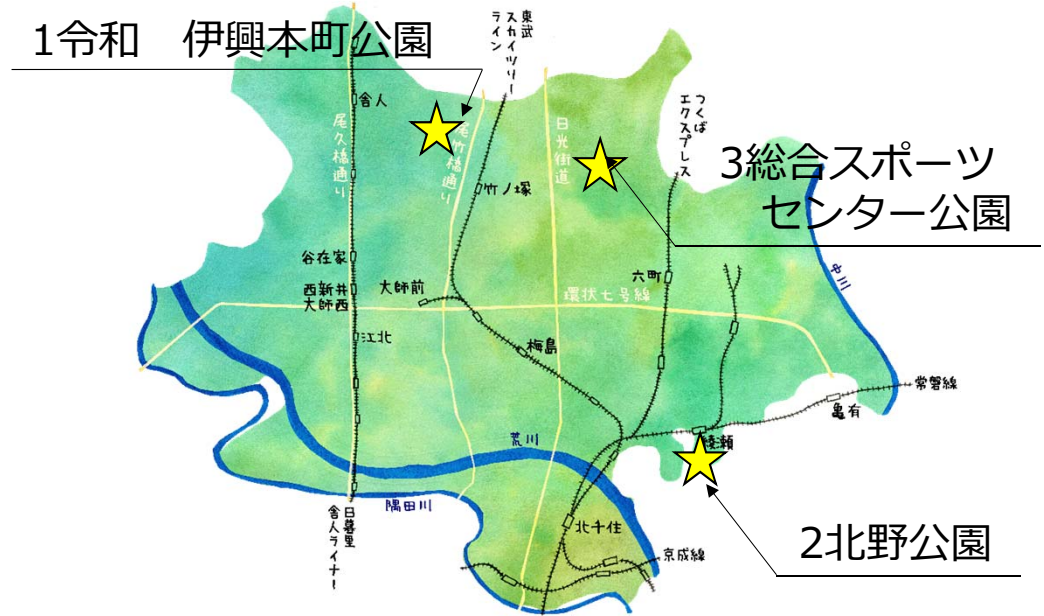 1令和　伊興本町公園
東武
スカイツリー
ライン
舎人
尾久橋通り
尾竹橋通り
日光街道
つくば
エクスプレス
3総合スポーツ
センター公園
竹ノ塚
谷在家
六町
中川
西新井
大師西
大師前
環状七号線
江北
梅島
常磐線
亀有
綾瀬
荒川
隅田川
日暮里
舎人ライナー
北千住
京成線
2北野公園